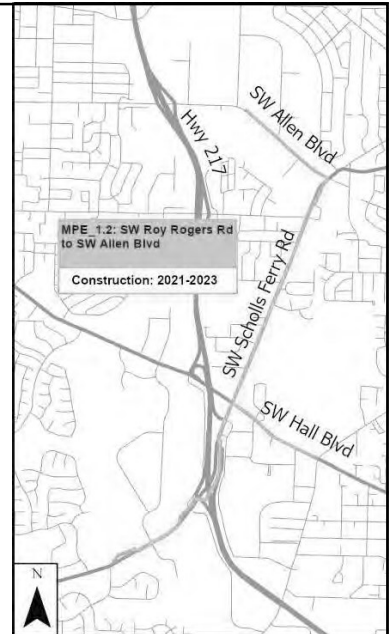 SW Allen Blvd
Hwy 217
MPE_1.2: SW Roy Rogers Rd
to SW Allen Blvd
Construction: 2021-2023
SW Scholls Ferry Rd
SW Hall Blvd
N